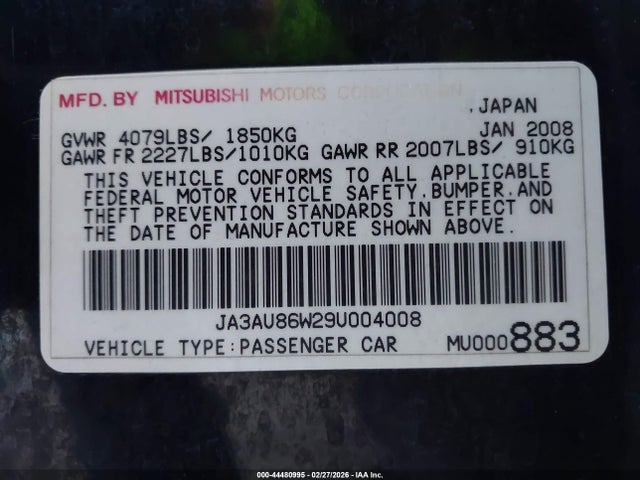 MFD. BY MITSUBISHI MOTORS CORPORATION
.JAPAN
GVWR 4079LBS/ 1850KG JAN 2008
GAWR FR 2227LBS/1010KG GAWR RR 2007LBS/ 910KG
THIS VEHICLE CONFORMS TO ALL APPLICABLE
FEDERAL MOTOR VEHICLE SAFETY.BUMPER.AND
THEFT PREVENTION STANDARDS IN EFFECT ON
THE DATE OF MANUFACTURE SHOWN ABOVE.
JA3AU86W29U004008
VEHICLE TYPE:PASSENGER CAR MU000883
000-44480995 - 02/27/2026 - IAA Inc.